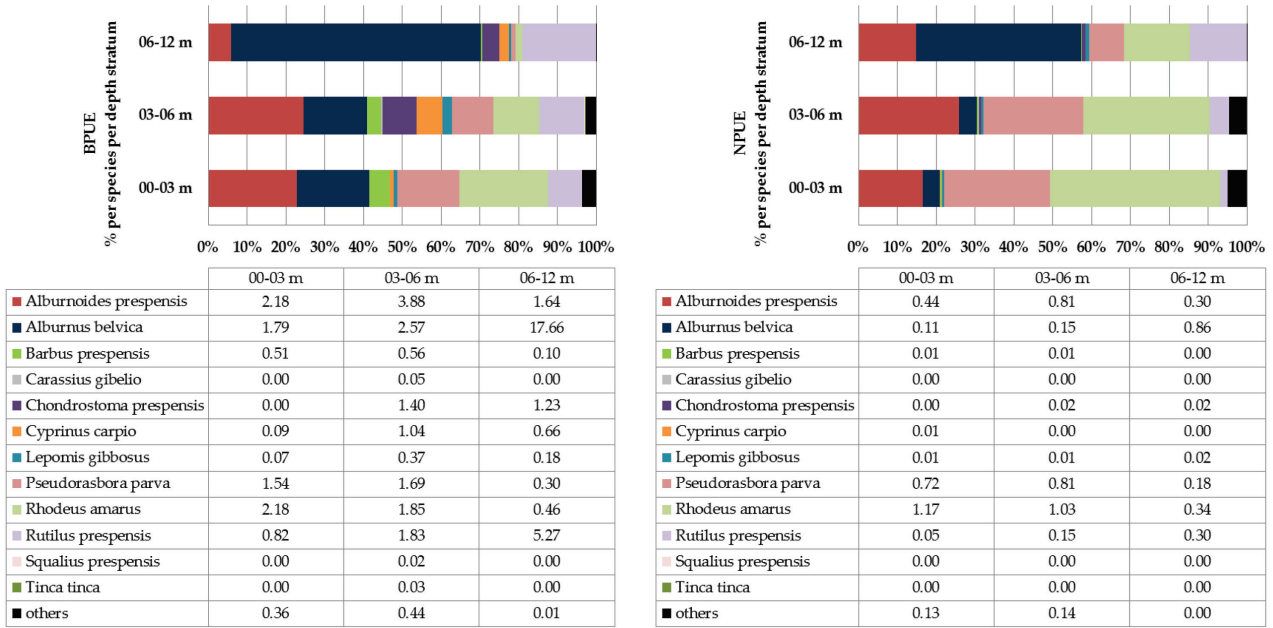 BPUE
% per species per depth stratum
06-12 m
03-06 m
00-03 m
0% 10% 20% 30% 40% 50% 60% 70% 80% 90% 100%
00-03 m 03-06 m 06-12 m
Alburnoides prespensis 2.18 3.88 1.64
Alburnus belvica 1.79 2.57 17.66
Barbus prespensis 0.51 0.56 0.10
Carassius gibelio 0.00 0.05 0.00
Chondrostoma prespensis 0.00 1.40 1.23
Cyprinus carpio 0.09 1.04 0.66
Lepomis gibbosus 0.07 0.37 0.18
Pseudorasbora parva 1.54 1.69 0.30
Rhodeus amarus 2.18 1.85 0.46
Rutilus prespensis 0.82 1.83 5.27
Squalius prespensis 0.00 0.02 0.00
Tinca tinca 0.00 0.03 0.00
others 0.36 0.44 0.01
NPUE
% per species per depth stratum
06-12 m
03-06 m
00-03 m
0% 10% 20% 30% 40% 50% 60% 70% 80% 90% 100%
00-03 m 03-06 m 06-12 m
Alburnoides prespensis 0.44 0.81 0.30
Alburnus belvica 0.11 0.15 0.86
Barbus prespensis 0.01 0.01 0.00
Carassius gibelio 0.00 0.00 0.00
Chondrostoma prespensis 0.00 0.02 0.02
Cyprinus carpio 0.01 0.00 0.00
Lepomis gibbosus 0.01 0.01 0.02
Pseudorasbora parva 0.72 0.81 0.18
Rhodeus amarus 1.17 1.03 0.34
Rutilus prespensis 0.05 0.15 0.30
Squalius prespensis 0.00 0.00 0.00
Tinca tinca 0.00 0.00 0.00
others 0.13 0.14 0.00